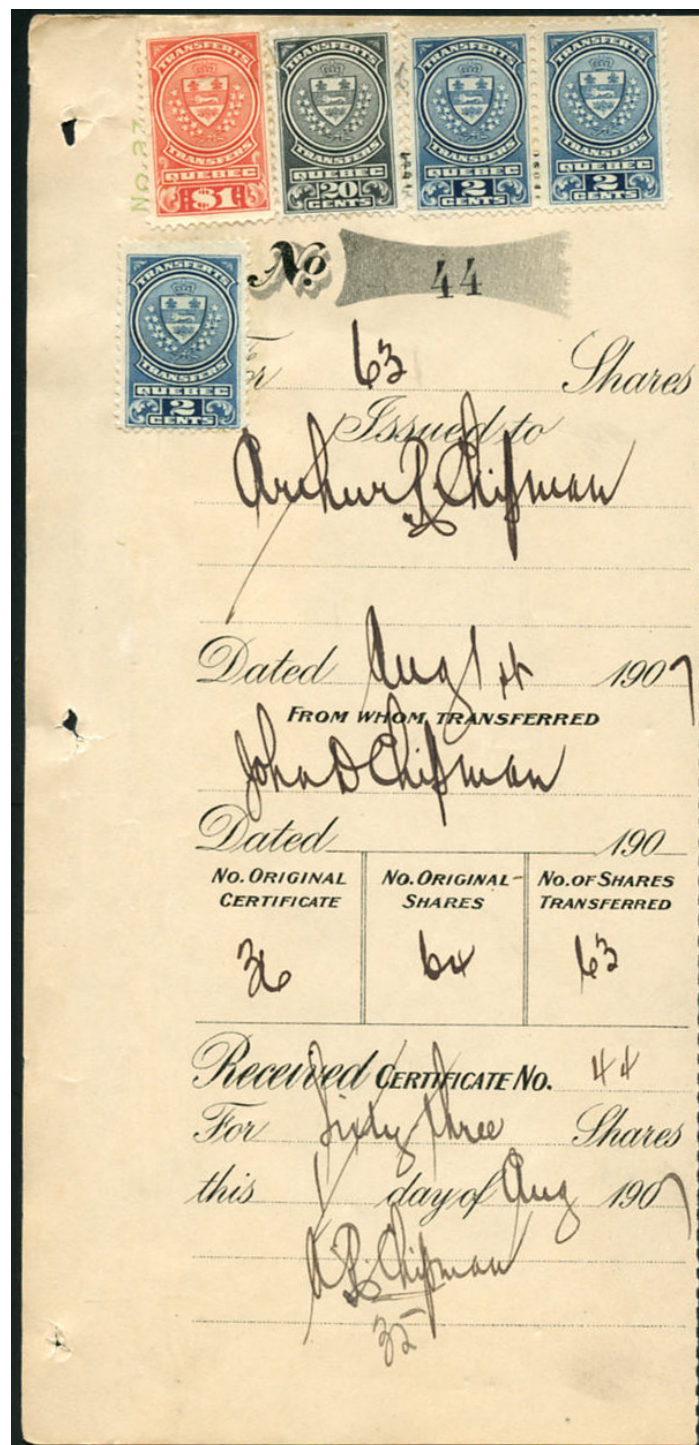 TRANSFERTS TRANSFERTS TRANSFERTS TRANSFERTS
TRANSFERS TRANSFERS TRANSFERS TRANSFERS
QUEBEC QUEBEC QUEBEC QUEBEC
$1 20 CENTS 2 CENTS 2 CENTS
TRANSFERTS
TRANSFERS
QUEBEC
2
CENTS
No 44
For 63 Shares
Issued to
Arthur R Chipman
Dated Aug 1st 1907
FROM WHOM TRANSFERRED
John D Chipman
Dated 190
NO. ORIGINAL CERTIFICATE
NO. ORIGINAL SHARES
NO. OF SHARES TRANSFERRED
36 64 63
Received CERTIFICATE NO. 44
For Sixty three Shares
this 1 day of Aug 1907
A R Chipman
35